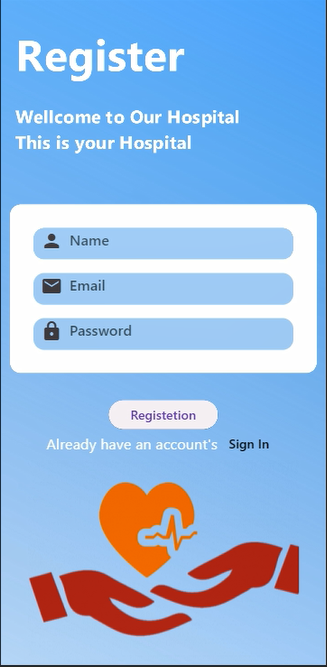 Register
Wellcome to Our Hospital
This is your Hospital
Name
Email
Password
Registetion
Already have an account's Sign In